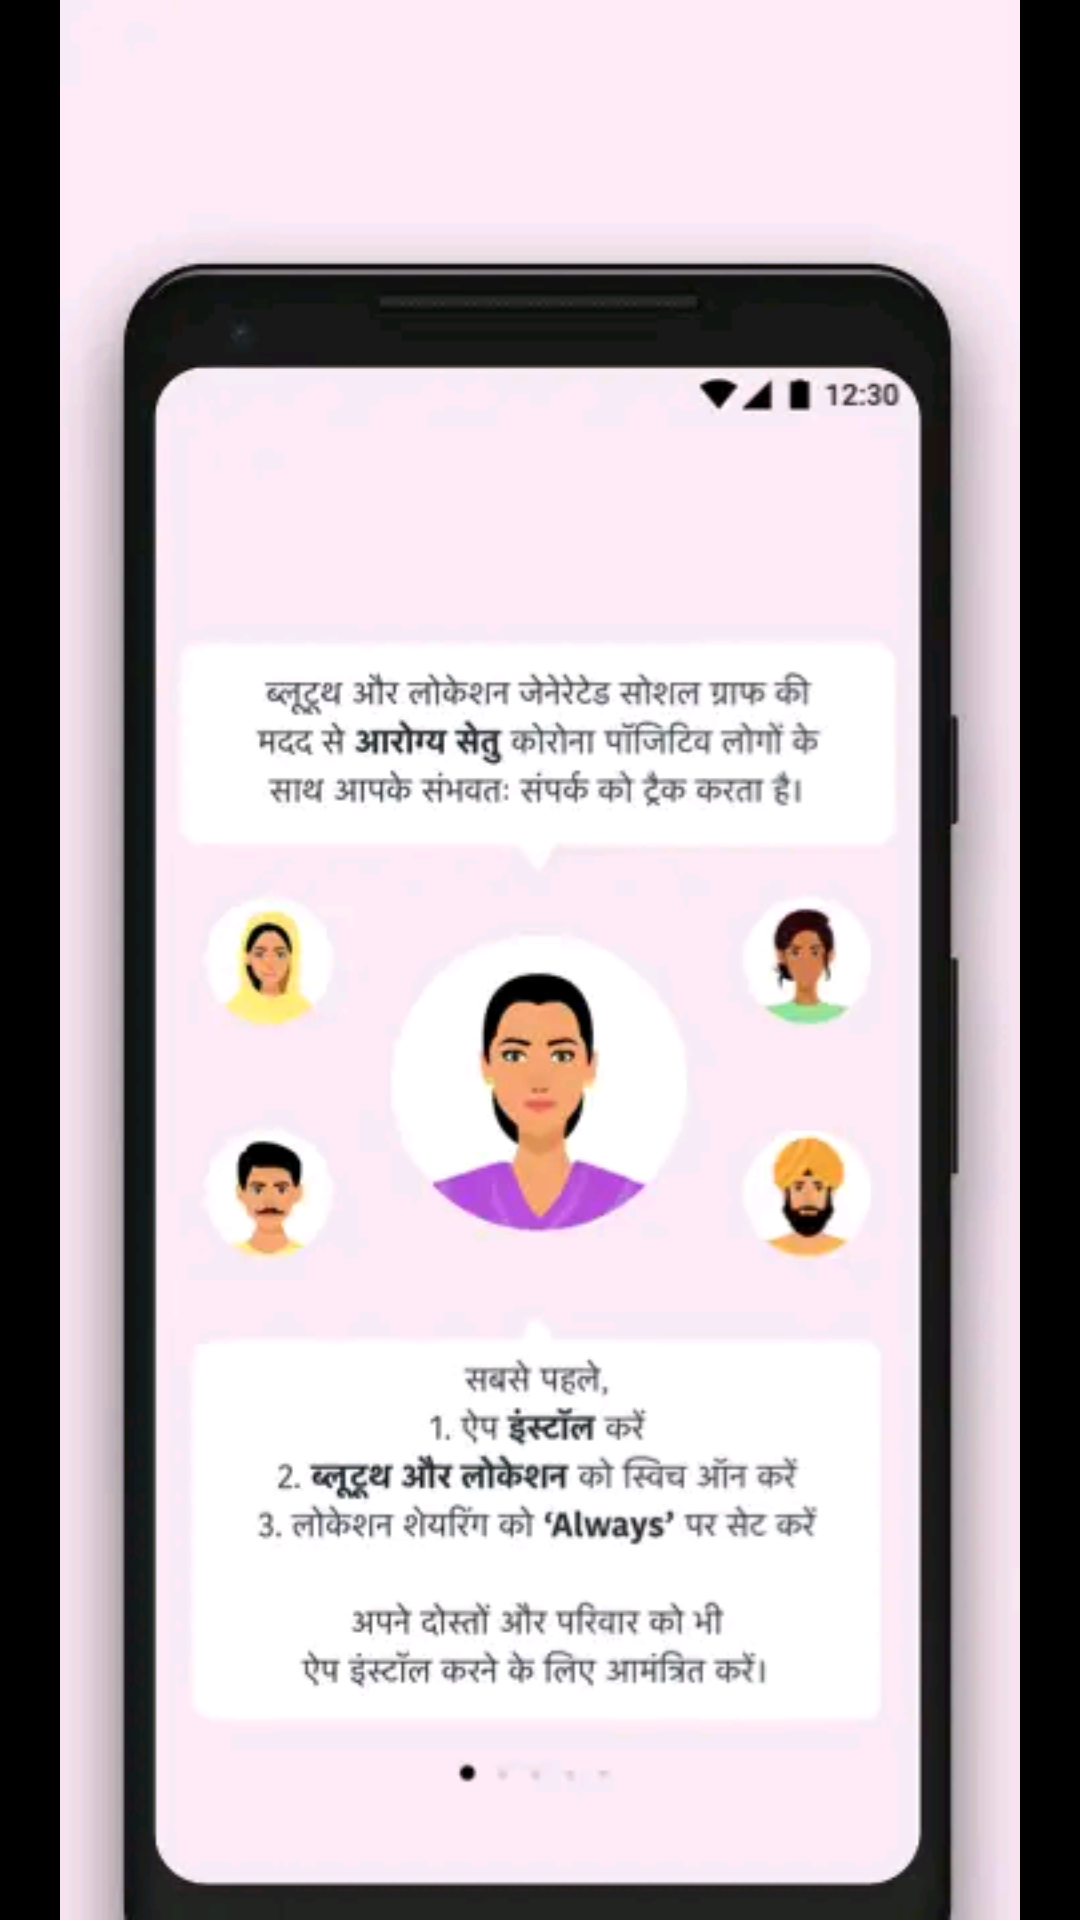 12:30
ब्लूटूथ और लोकेशन जेनेरेटेड सोशल ग्राफ की
मदद से आरोग्य सेतु कोरोना पॉजिटिव लोगों के
साथ आपके संभवतः संपर्क को ट्रैक करता है।
सबसे पहले,
1. ऐप इंस्टॉल करें
2. ब्लूटूथ और लोकेशन को स्विच ऑन करें
3. लोकेशन शेयरिंग को ‘Always’ पर सेट करें
अपने दोस्तों और परिवार को भी
ऐप इंस्टॉल करने के लिए आमंत्रित करें।